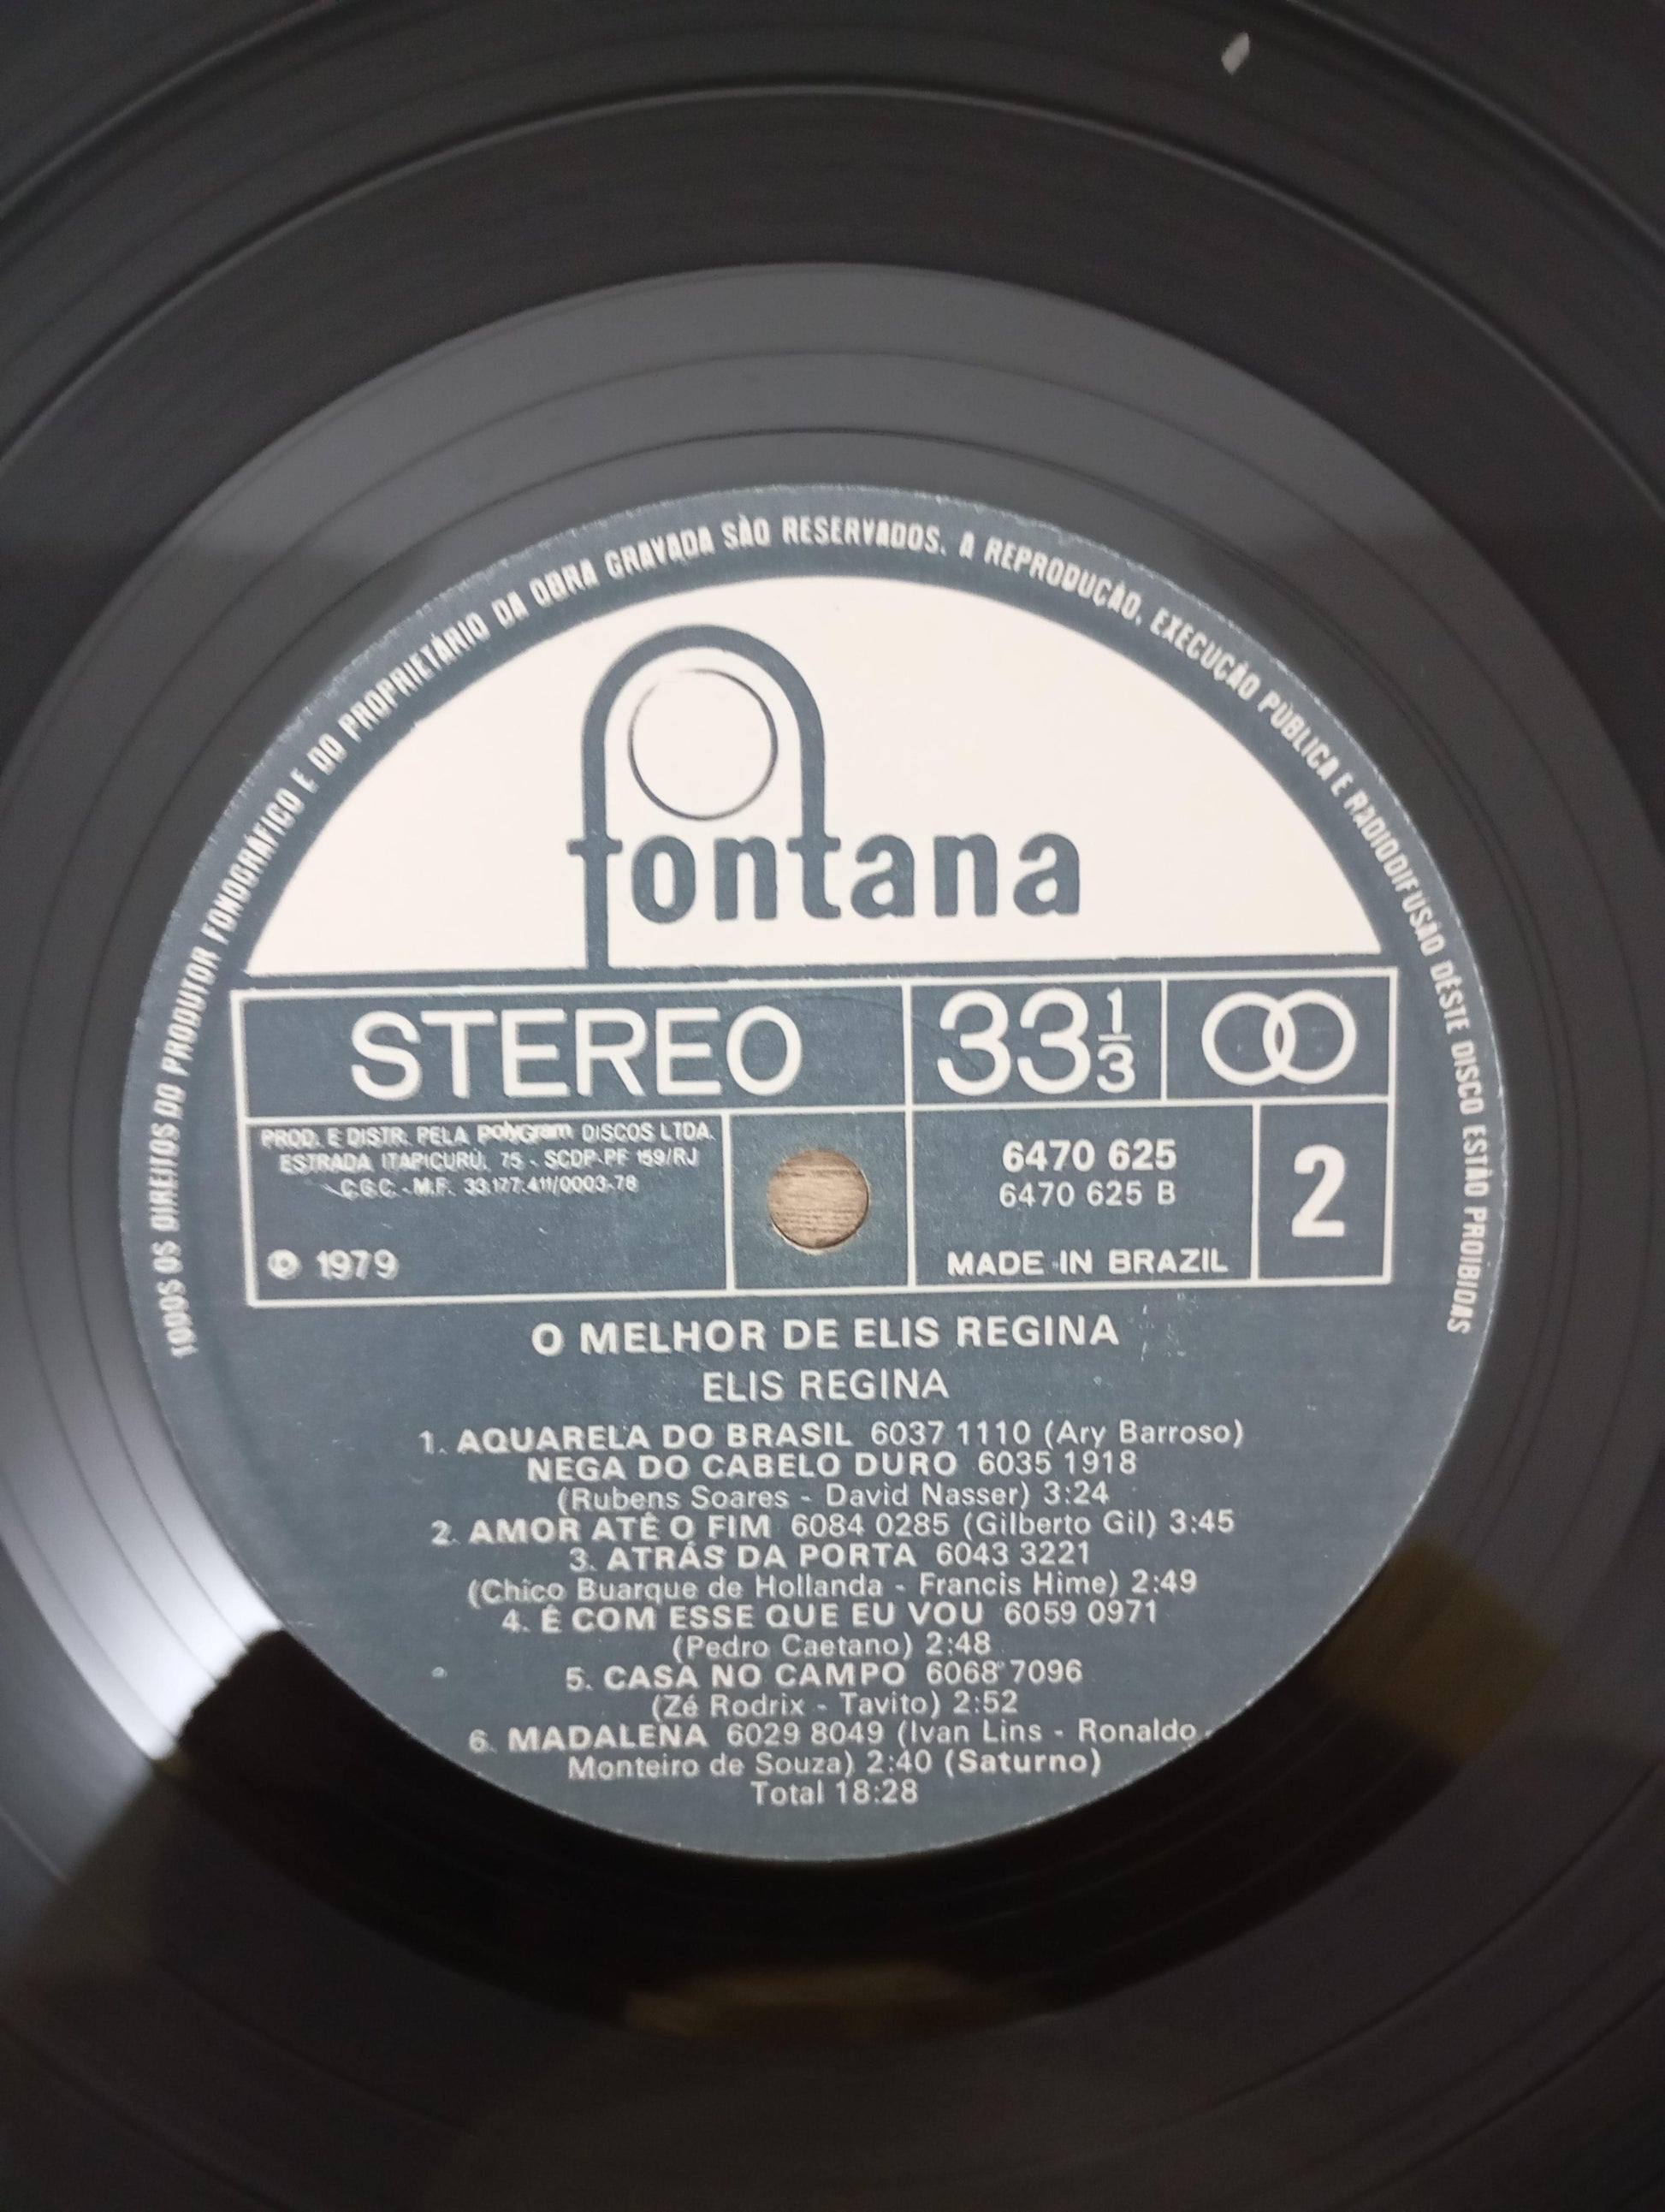 TODOS OS DIREITOS DO PRODUTOR FONOGRÁFICO E DO PROPRIETÁRIO DA OBRA GRAVADA SÃO RESERVADOS. A REPRODUÇÃO, EXECUÇÃO PÚBLICA E RADIODIFUSÃO DÊSTE DISCO ESTÃO PROIBIDAS
fontana
STEREO
33 1/3
PROD. E DISTR. PELA polyGram DISCOS LTDA.
ESTRADA ITAPICURU, 75 - SCDP-PF 159/RJ
C.G.C. - M.F. 33.177.411/0003-78
℗ 1979
6470 625
6470 625 B
MADE IN BRAZIL
2
O MELHOR DE ELIS REGINA
ELIS REGINA
1. AQUARELA DO BRASIL 6037 1110 (Ary Barroso)
NEGA DO CABELO DURO 6035 1918
(Rubens Soares - David Nasser) 3:24
2. AMOR ATÉ O FIM 6084 0285 (Gilberto Gil) 3:45
3. ATRÁS DA PORTA 6043 3221
(Chico Buarque de Hollanda - Francis Hime) 2:49
4. É COM ESSE QUE EU VOU 6059 0971
(Pedro Caetano) 2:48
5. CASA NO CAMPO 6068 7096
(Zé Rodrix - Tavito) 2:52
6. MADALENA 6029 8049 (Ivan Lins - Ronaldo
Monteiro de Souza) 2:40 (Saturno)
Total 18:28